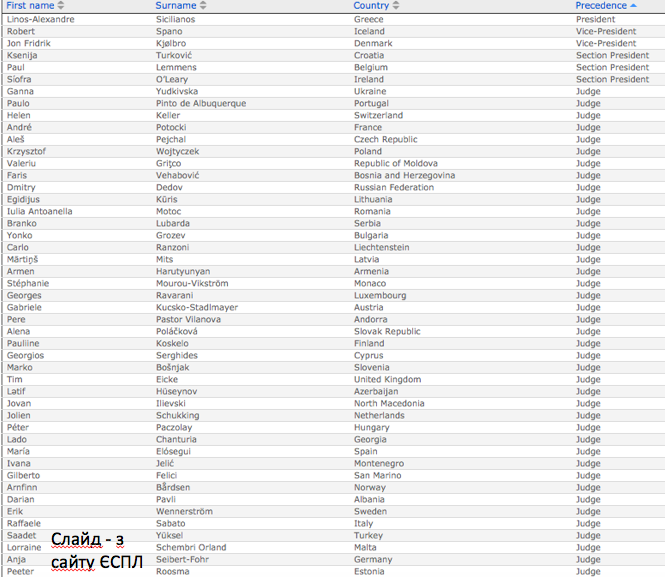 First name Surname Country Precedence
Linos-Alexandre Sicilianos Greece President
Robert Spano Iceland Vice-President
Jon Fridrik Kjølbro Denmark Vice-President
Ksenija Turković Croatia Section President
Paul Lemmens Belgium Section President
Síofra O'Leary Ireland Section President
Ganna Yudkivska Ukraine Judge
Paulo Pinto de Albuquerque Portugal Judge
Helen Keller Switzerland Judge
André Potocki France Judge
Aleš Pejchal Czech Republic Judge
Krzysztof Wojtyczek Poland Judge
Valeriu Griţco Republic of Moldova Judge
Faris Vehabović Bosnia and Herzegovina Judge
Dmitry Dedov Russian Federation Judge
Egidijus Kūris Lithuania Judge
Iulia Antoanella Motoc Romania Judge
Branko Lubarda Serbia Judge
Yonko Grozev Bulgaria Judge
Carlo Ranzoni Liechtenstein Judge
Mārtiņš Mits Latvia Judge
Armen Harutyunyan Armenia Judge
Stéphanie Mourou-Vikström Monaco Judge
Georges Ravarani Luxembourg Judge
Gabriele Kucsko-Stadlmayer Austria Judge
Pere Pastor Vilanova Andorra Judge
Alena Poláčková Slovak Republic Judge
Pauliine Koskelo Finland Judge
Georgios Serghides Cyprus Judge
Marko Bošnjak Slovenia Judge
Tim Eicke United Kingdom Judge
Lətif Hüseynov Azerbaijan Judge
Jovan Ilievski North Macedonia Judge
Jolien Schukking Netherlands Judge
Péter Paczolay Hungary Judge
Lado Chanturia Georgia Judge
María Elósegui Spain Judge
Ivana Jelić Montenegro Judge
Gilberto Felici San Marino Judge
Arnfinn Bårdsen Norway Judge
Darian Pavli Albania Judge
Erik Wennerström Sweden Judge
Raffaele Sabato Italy Judge
Saadet Yüksel Turkey Judge
Lorraine Schembri Orland Malta Judge
Anja Seibert-Fohr Germany Judge
Peeter Roosma Estonia Judge
Слайд - з
сайту ЄСПЛ